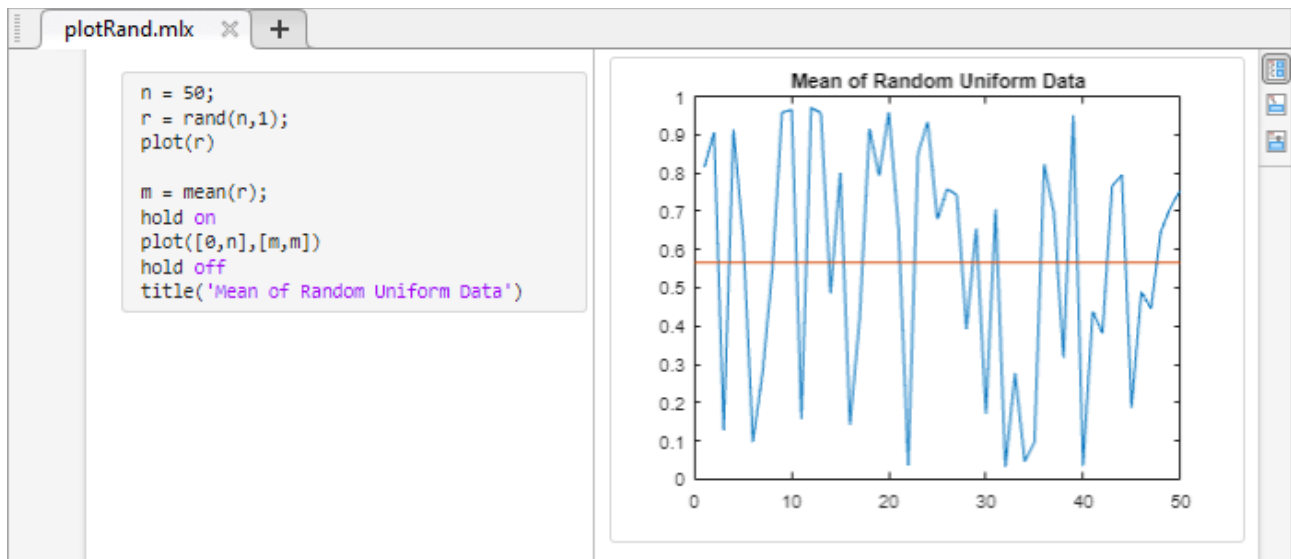 plotRand.mlx
n = 50;
r = rand(n,1);
plot(r)
m = mean(r);
hold on
plot([0,n],[m,m])
hold off
title('Mean of Random Uniform Data')
Mean of Random Uniform Data
1
0.9
0.8
0.7
0.6
0.5
0.4
0.3
0.2
0.1
0
0 10 20 30 40 50